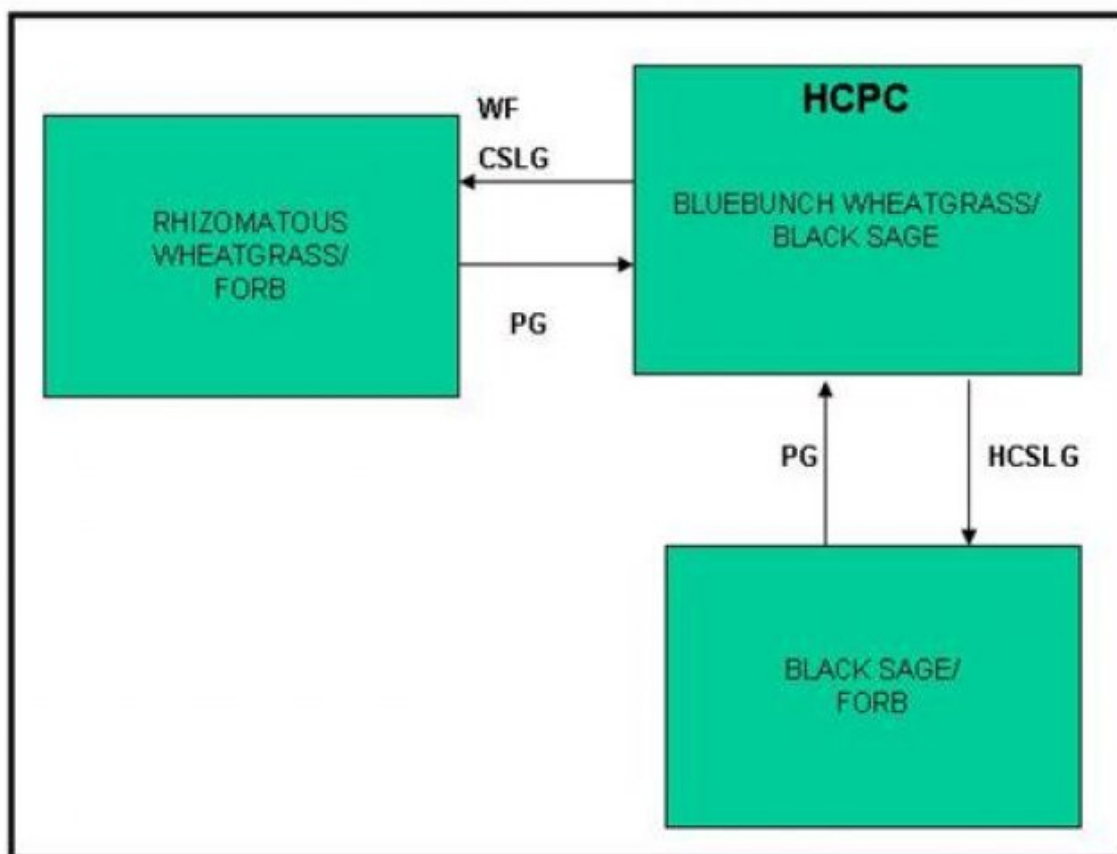 WF
CSLG
RHIZOMATOUS
WHEATGRASS/
FORB
PG
HCPC
BLUEBUNCH WHEATGRASS/
BLACK SAGE
PG
HCSLG
BLACK SAGE/
FORB